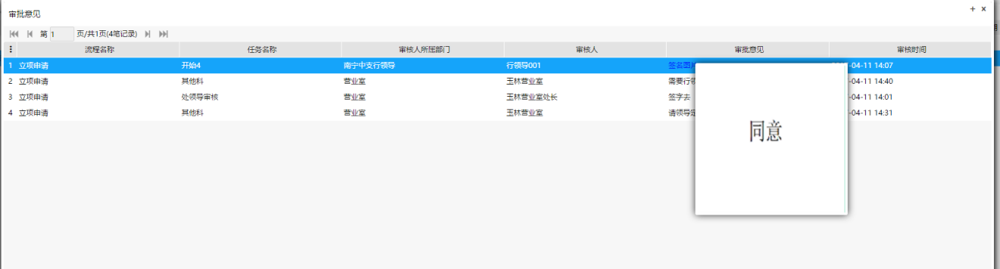 审批意见
第 1 页/共1页(4笔记录)
流程名称 任务名称 审核人所属部门 审核人 审批意见 审核时间
1 立项申请 开始4 南宁中支行领导 行领导001 签名图片 -04-11 14:07
2 立项申请 其他科 营业室 玉林营业室 需要行领 -04-11 14:40
3 立项申请 处领导审核 营业室 玉林营业室处长 签字去 -04-11 14:01
4 立项申请 其他科 营业室 玉林营业室 请领导定 -04-11 14:31
同意